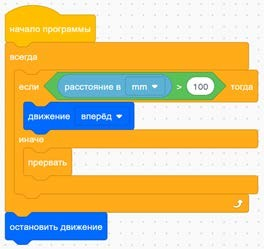 начало программы
всегда
если расстояние в mm > 100 тогда
движение вперёд
иначе
прервать
остановить движение